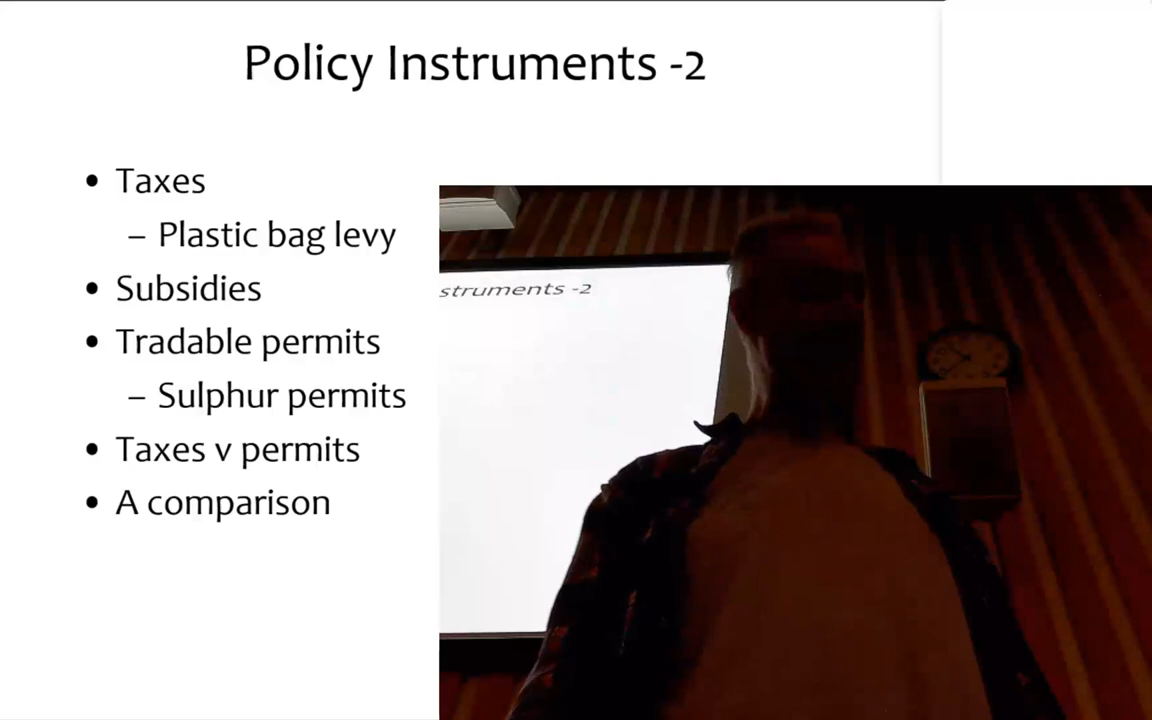 Policy Instruments -2
• Taxes
– Plastic bag levy
• Subsidies
• Tradable permits
– Sulphur permits
• Taxes v permits
• A comparison
struments -2